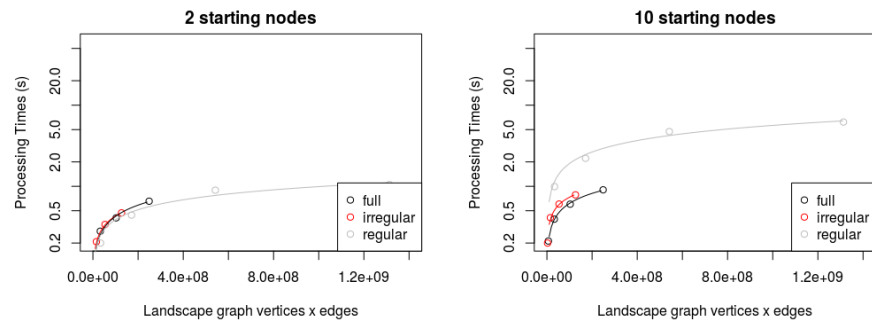 2 starting nodes
Processing Times (s)
20.0
5.0
2.0
0.5
0.2
full
irregular
regular
0.0e+00
4.0e+08
8.0e+08
1.2e+09
Landscape graph vertices x edges
10 starting nodes
Processing Times (s)
20.0
5.0
2.0
0.5
0.2
full
irregular
regular
0.0e+00
4.0e+08
8.0e+08
1.2e+09
Landscape graph vertices x edges